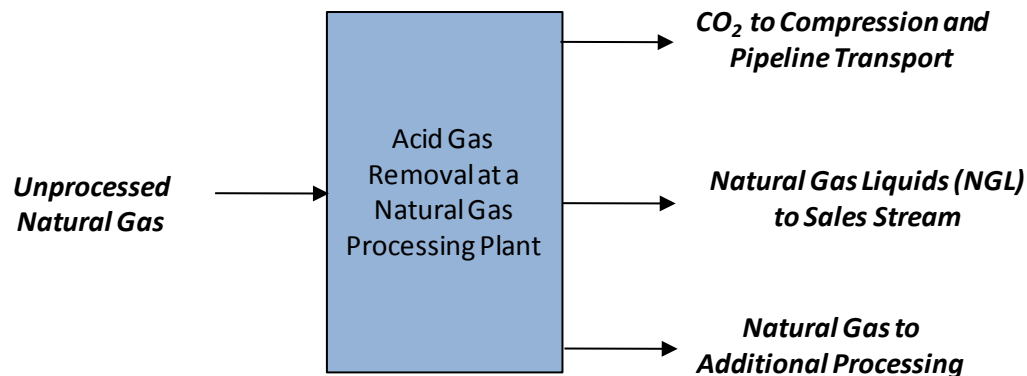 Unprocessed
Natural Gas
Acid Gas
Removal at a
Natural Gas
Processing Plant
CO₂ to Compression and
Pipeline Transport
Natural Gas Liquids (NGL)
to Sales Stream
Natural Gas to
Additional Processing